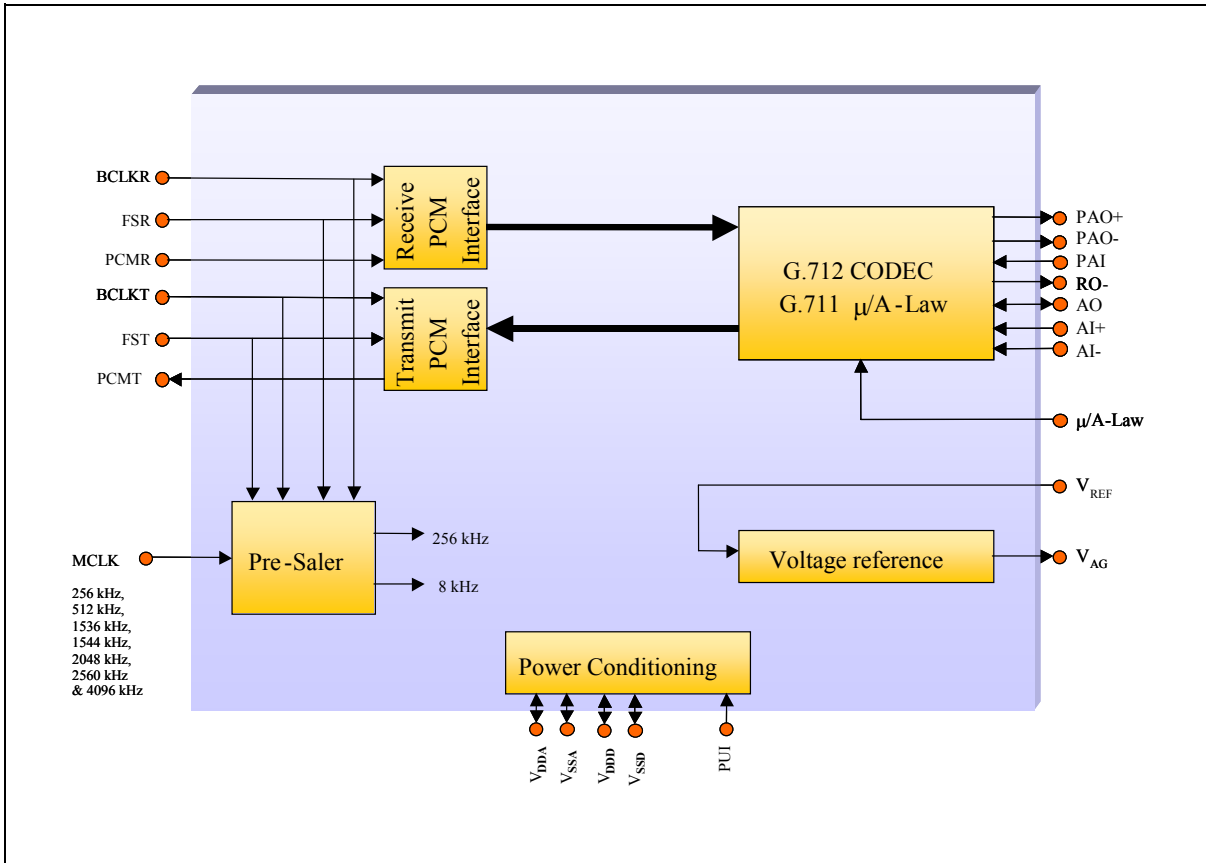 BCLKR
FSR
PCMR
BCLKT
FST
PCMT
Receive
PCM
Interface
Transmit
PCM
Interface
G.712 CODEC
G.711 μ/A-Law
PAO+
PAO-
PAI
RO-
AO
AI+
AI-
μ/A-Law
VREF
Voltage reference
VAG
MCLK
256 kHz,
512 kHz,
1536 kHz,
1544 kHz,
2048 kHz,
2560 kHz
& 4096 kHz
Pre-Saler
256 kHz
8 kHz
Power Conditioning
VDDA
VSSA
VDDD
VSSD
PUI